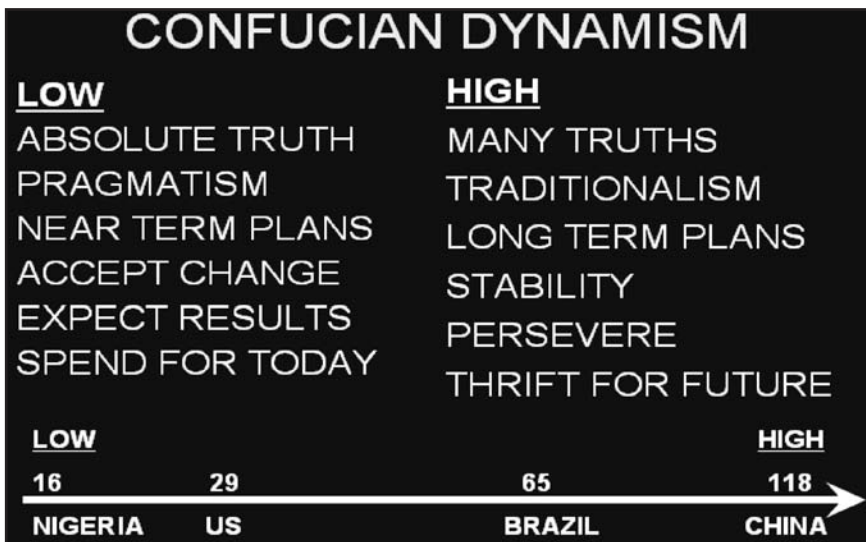 CONFUCIAN DYNAMISM
LOW
ABSOLUTE TRUTH
PRAGMATISM
NEAR TERM PLANS
ACCEPT CHANGE
EXPECT RESULTS
SPEND FOR TODAY
HIGH
MANY TRUTHS
TRADITIONALISM
LONG TERM PLANS
STABILITY
PERSEVERE
THRIFT FOR FUTURE
LOW HIGH
16 29 65 118
NIGERIA US BRAZIL CHINA